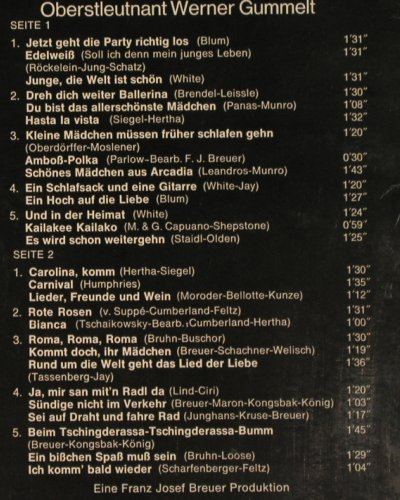 Oberstleutnant Werner Gummelt
SEITE 1
1. Jetzt geht die Party richtig los (Blum) 1'31"
Edelweiß (Soll ich denn mein junges Leben) 1'31"
(Röckelein-Jung-Schatz)
Junge, die Welt ist schön (White) 1'31"
2. Dreh dich weiter Ballerina (Brendel-Leissle) 1'30"
Du bist das allerschönste Mädchen (Panas-Munro) 1'08"
Hasta la vista (Siegel-Hertha) 1'32"
3. Kleine Mädchen müssen früher schlafen gehn 1'20"
(Oberdörffer-Moslener)
Amboß-Polka (Parlow-Bearb. F. J. Breuer) 0'30"
Schönes Mädchen aus Arcadia (Leandros-Munro) 1'43"
4. Ein Schlafsack und eine Gitarre (White-Jay) 1'20"
Ein Hoch auf die Liebe (Blum) 1'27"
5. Und in der Heimat (White) 1'24"
Kailakee Kailako (M. & G. Capuano-Shepstone) 0'59"
Es wird schon weitergehn (Staidl-Olden) 1'25"
SEITE 2
1. Carolina, komm (Hertha-Siegel) 1'30"
Carnival (Humphries) 1'35"
Lieder, Freunde und Wein (Moroder-Bellotte-Kunze) 1'12"
2. Rote Rosen (v. Suppé-Cumberland-Feltz) 1'31"
Bianca (Tschaikowsky-Bearb.:Cumberland-Hertha) 1'00"
3. Roma, Roma, Roma (Bruhn-Buschor) 1'30"
Kommt doch, ihr Mädchen (Breuer-Schachner-Welisch) 1'19"
Rund um die Welt geht das Lied der Liebe 1'36"
(Tassenberg-Jay)
4. Ja, mir san mit'n Radl da (Lind-Ciri) 1'20"
Sündige nicht im Verkehr (Breuer-Maron-Kongsbak) 1'03"
Sei auf Draht und fahre Rad (Junghans-Kruse-Breuer) 1'17"
5. Beim Tschingderassa-Tschingderassa-Bumm 1'45"
(Breuer-Kongsbak-Kongsbak)
Ein bißchen Spaß muß sein (Bruhn-Loose) 1'29"
Ich komm' bald wieder (Scharfenberger-Feltz) 1'04"
Eine Franz Josef Breuer Produktion